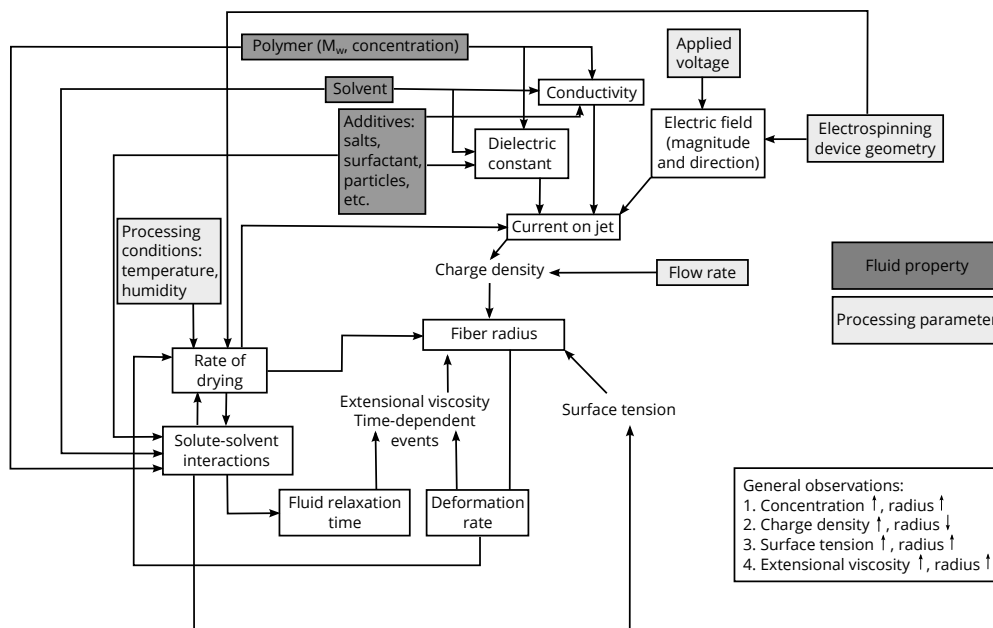 Polymer (Mw, concentration)
Applied
voltage
Solvent
Conductivity
Additives:
salts,
surfactant,
particles,
etc.
Dielectric
constant
Electric field
(magnitude
and direction)
Electrospinning
device geometry
Processing
conditions:
temperature,
humidity
Current on jet
Charge density
Flow rate
Fluid property
Processing parameter
Fiber radius
Rate of
drying
Extensional viscosity
Time-dependent
events
Surface tension
Solute-solvent
interactions
Fluid relaxation
time
Deformation
rate
General observations:
1. Concentration ↑, radius ↑
2. Charge density ↑, radius ↓
3. Surface tension ↑, radius ↑
4. Extensional viscosity ↑, radius ↑